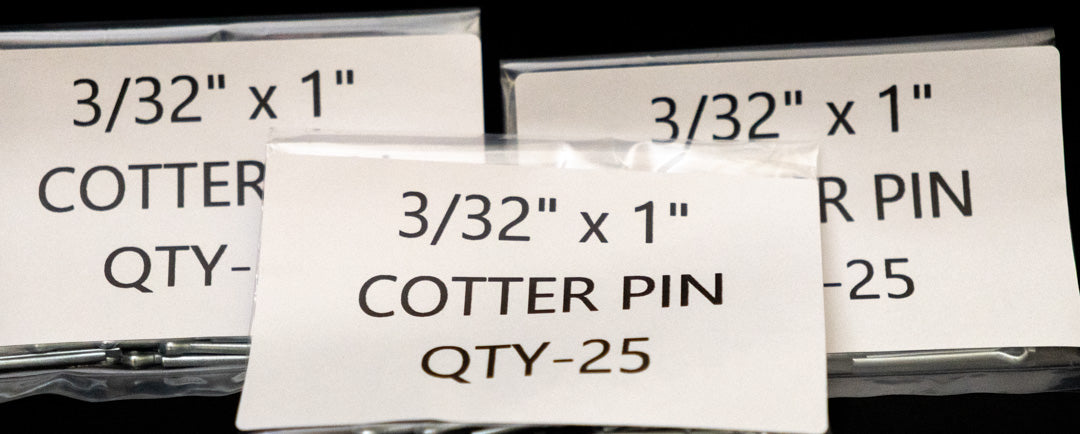 3/32" x 1"
COTTER
QTY-
3/32" x 1"
COTTER PIN
QTY-25
3/32" x 1"
R PIN
-25